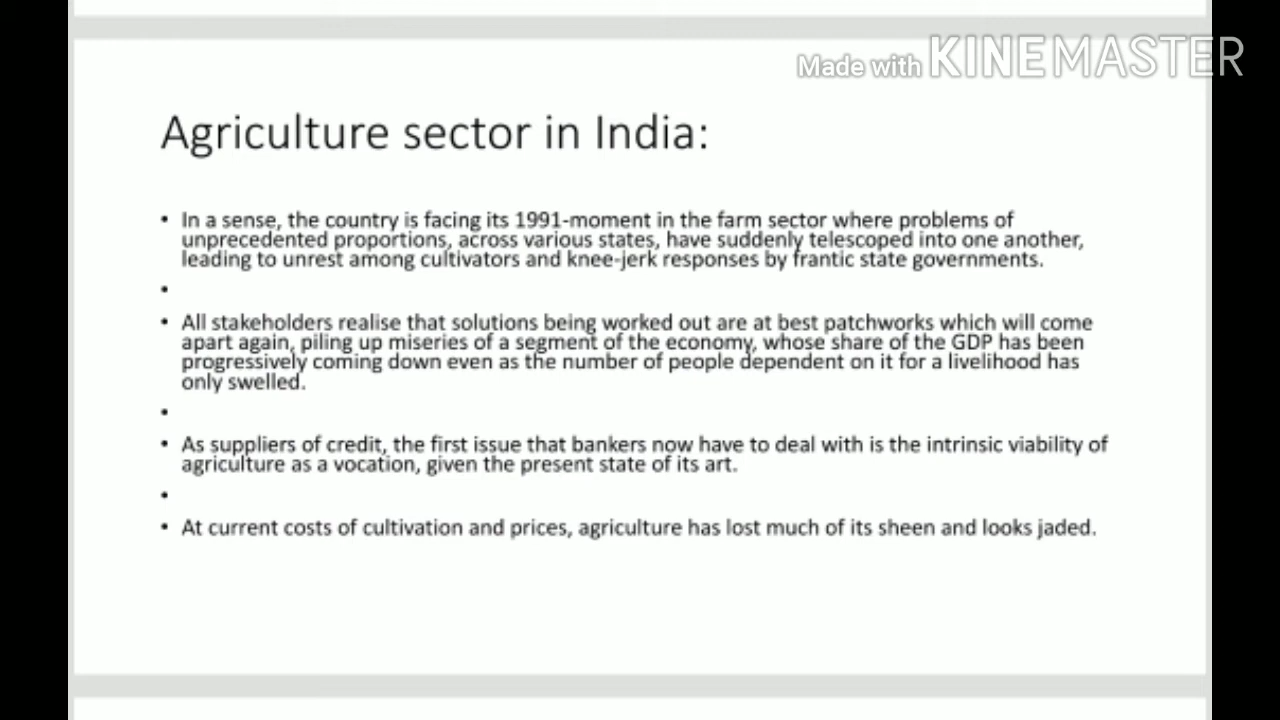 Made with KINEMASTER
Agriculture sector in India:
• In a sense, the country is facing its 1991-moment in the farm sector where problems of
unprecedented proportions, across various states, have suddenly telescoped into one another,
leading to unrest among cultivators and knee-jerk responses by frantic state governments.
•
• All stakeholders realise that solutions being worked out are at best patchworks which will come
apart again, piling up miseries of a segment of the economy, whose share of the GDP has been
progressively coming down even as the number of people dependent on it for a livelihood has
only swelled.
•
• As suppliers of credit, the first issue that bankers now have to deal with is the intrinsic viability of
agriculture as a vocation, given the present state of its art.
•
• At current costs of cultivation and prices, agriculture has lost much of its sheen and looks jaded.